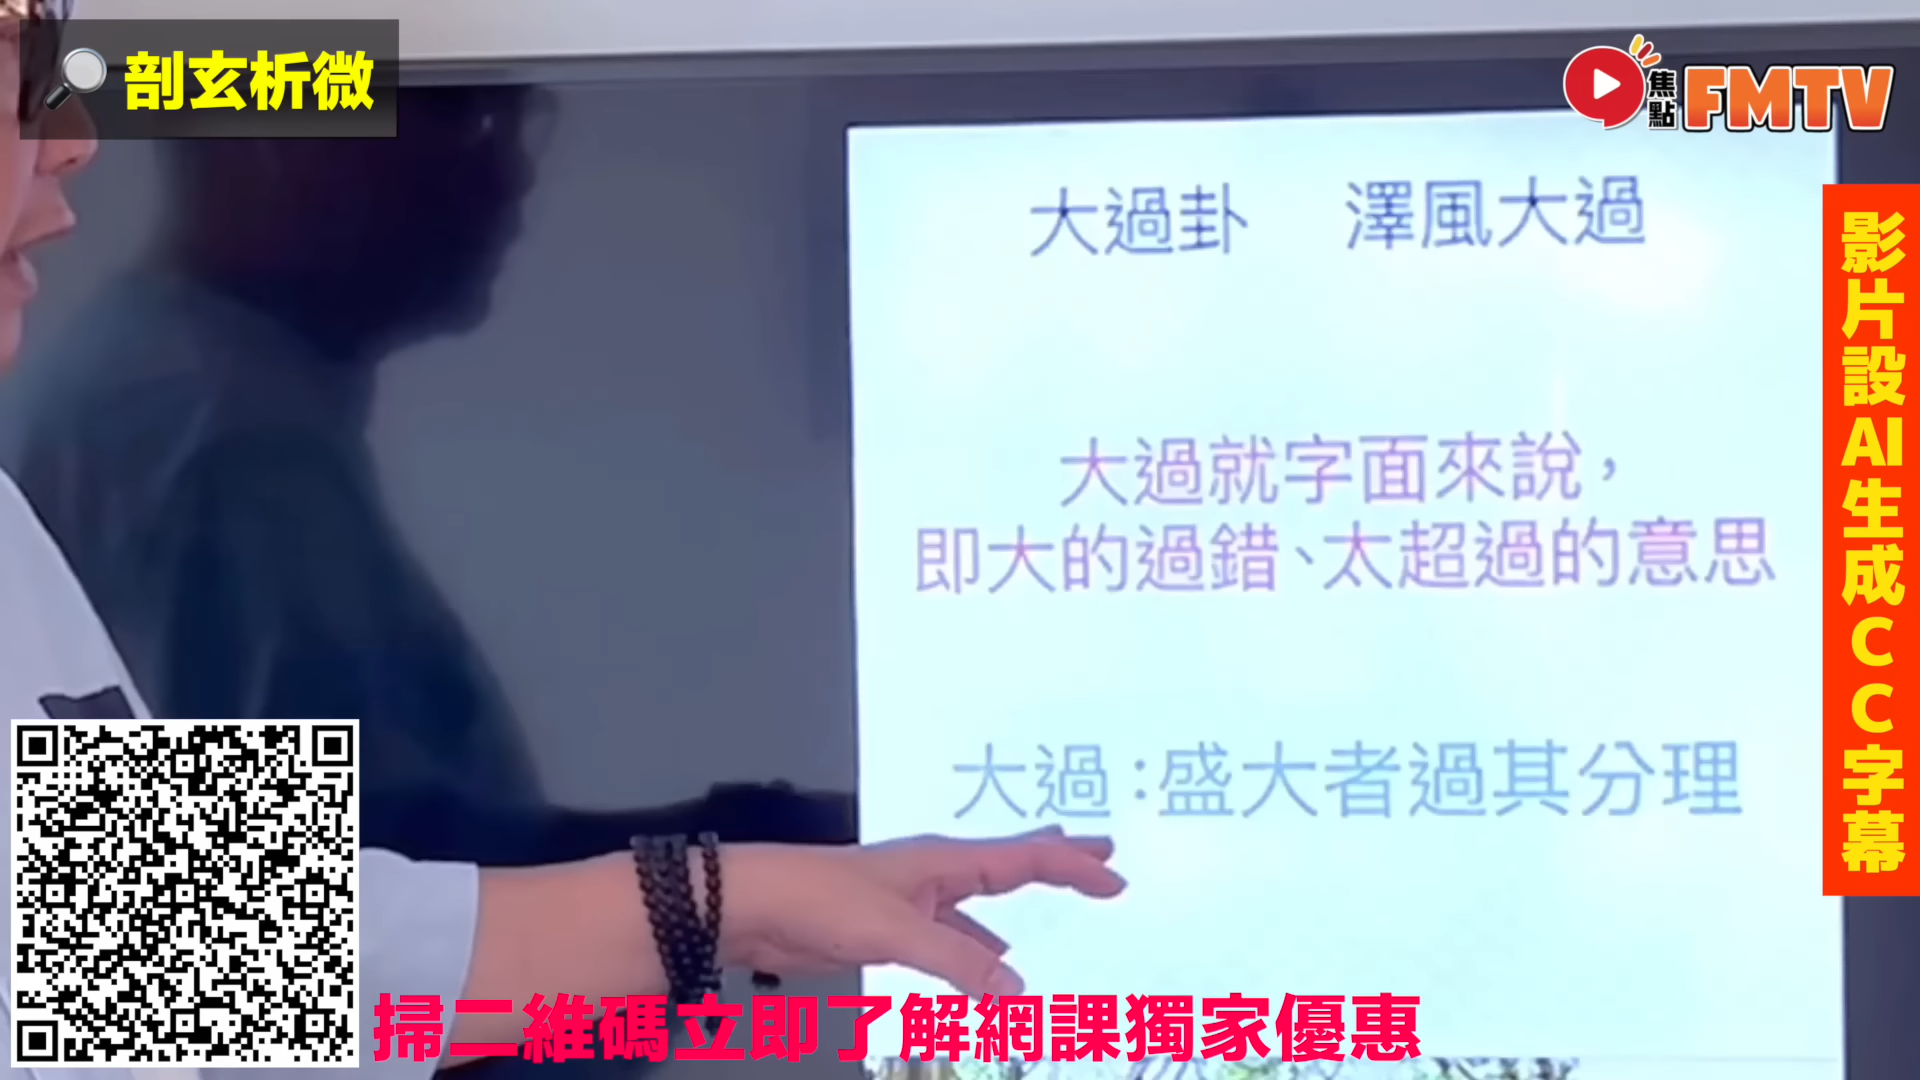 剖玄析微
焦點 FMTV
大過卦 澤風大過
大過就字面來說，
即大的過錯、太超過的意思
大過：盛大者過其分理
影片設AI生成CC字幕
掃二維碼立即了解網課獨家優惠